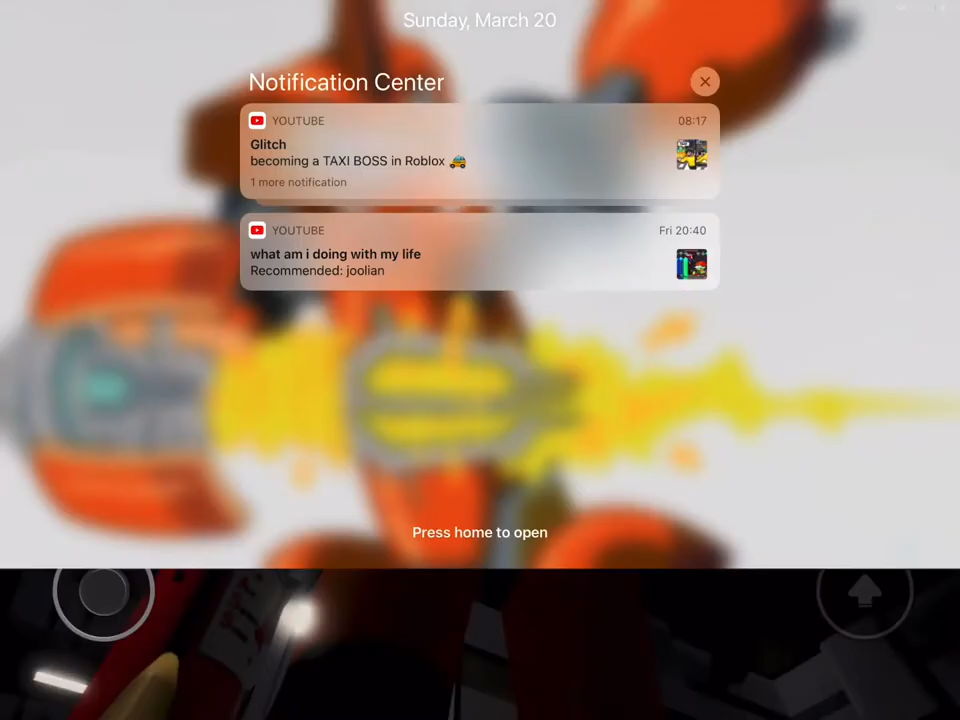 Sunday, March 20
Notification Center
YOUTUBE 08:17
Glitch
becoming a TAXI BOSS in Roblox 🚕
1 more notification
YOUTUBE Fri 20:40
what am i doing with my life
Recommended: joolian
Press home to open